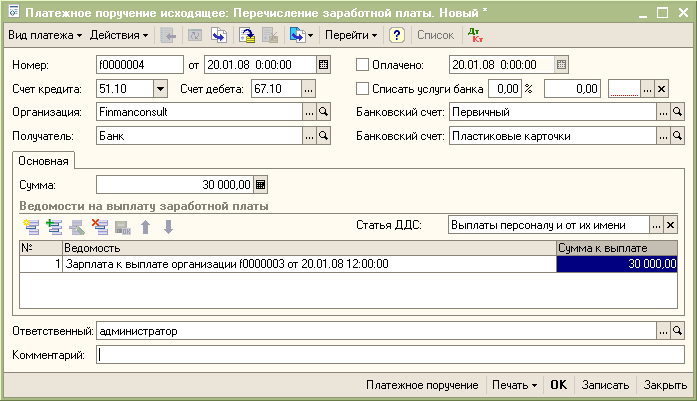 Платежное поручение исходящее: Перечисление заработной платы. Новый *
Вид платежа Действия Перейти ? Список Дт Кт
Номер: f0000004 от 20.01.08 0:00:00 Оплачено: 20.01.08 0:00:00
Счет кредита: 51.10 Счет дебета: 67.10 ... Списать услуги банка 0,00 % 0,00 ... ×
Организация: Finmanconsult ... Банковский счет: Первичный ...
Получатель: Банк ... Банковский счет: Пластиковые карточки ...
Основная
Сумма: 30 000,00
Ведомости на выплату заработной платы
Статья ДДС: Выплаты персоналу и от их имени ... ×
№ Ведомость Сумма к выплате
1 Зарплата к выплате организации f0000003 от 20.01.08 12:00:00 30 000,00
Ответственный: администратор ...
Комментарий:
Платежное поручение Печать OK Записать Закрыть